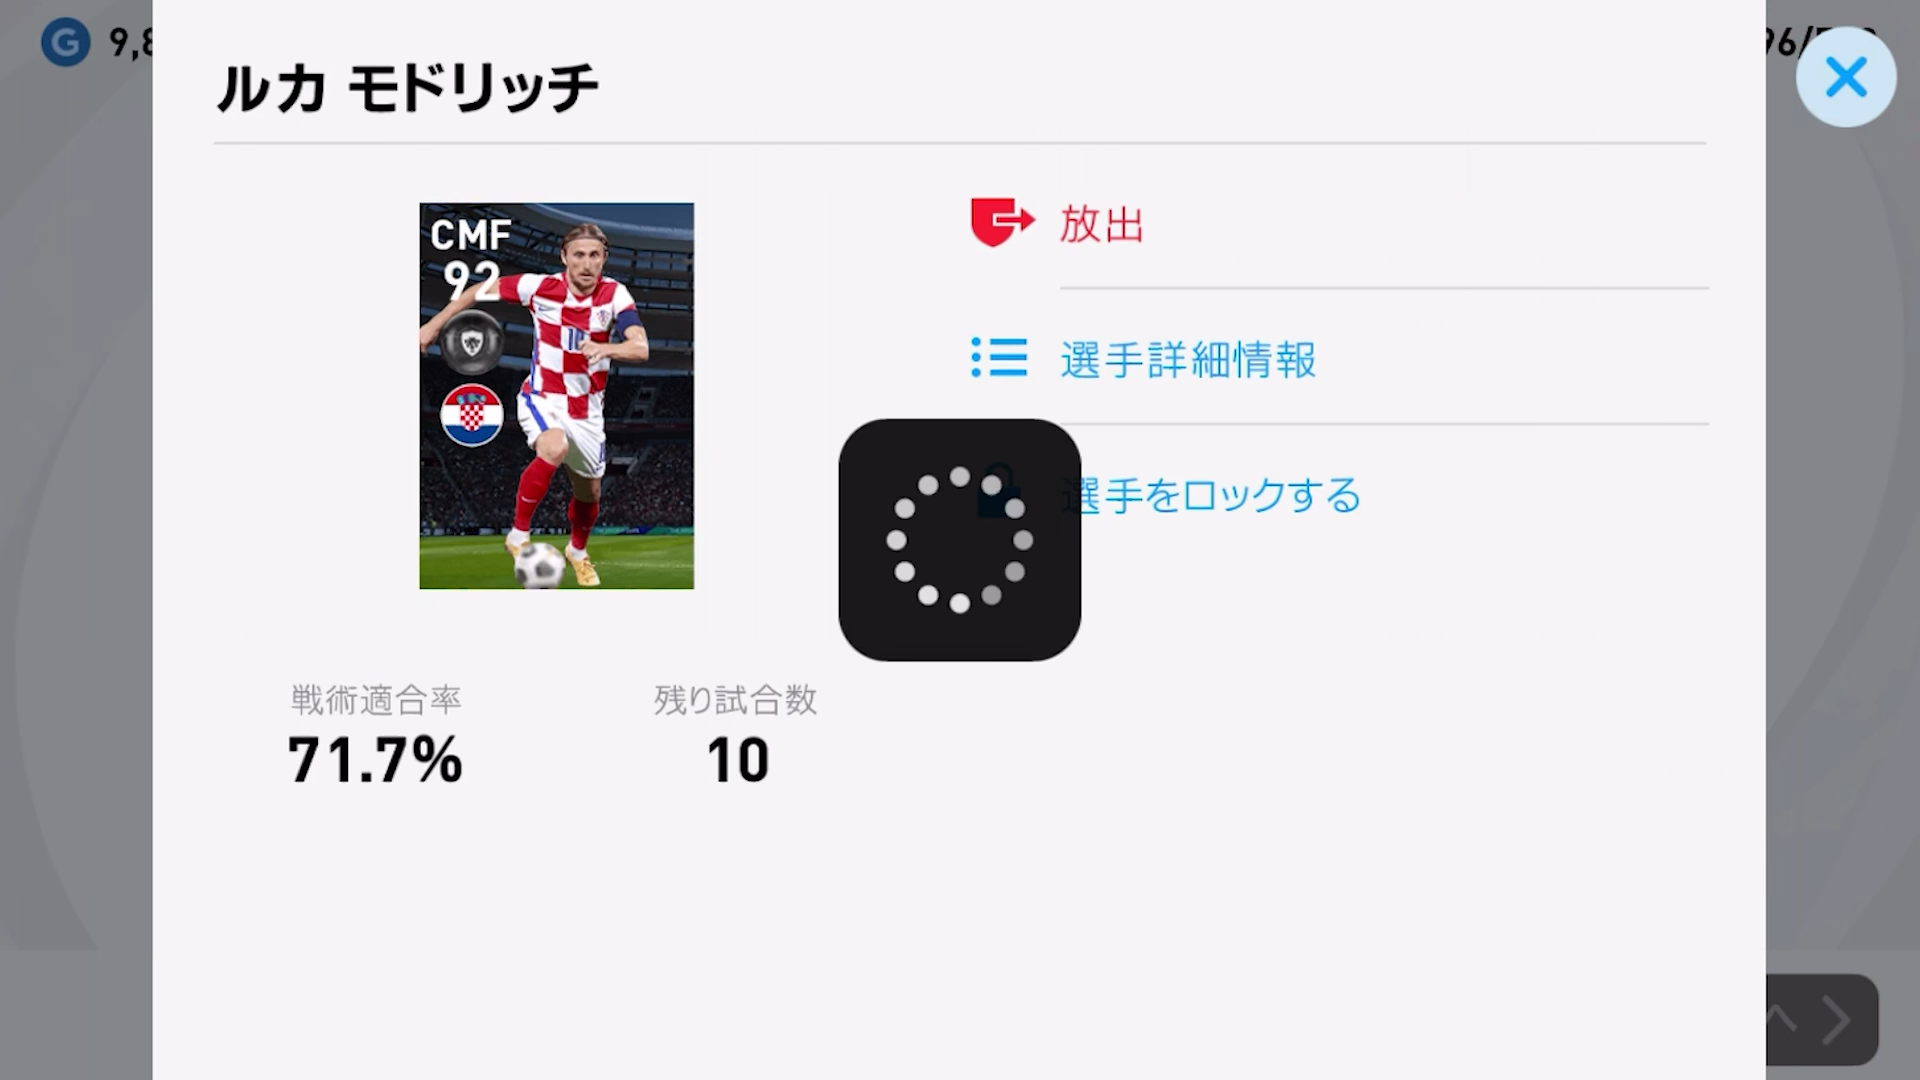 ルカ モドリッチ
CMF
92
放出
選手詳細情報
選手をロックする
戦術適合率
71.7%
残り試合数
10